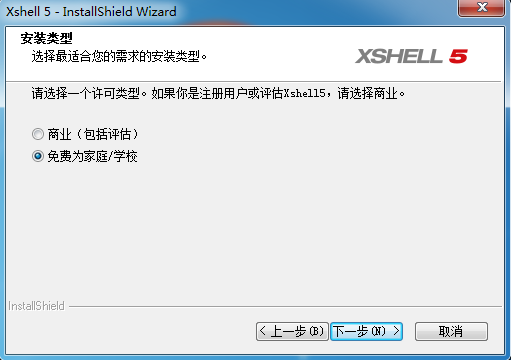 Xshell 5 - InstallShield Wizard
安装类型
选择最适合您的需求的安装类型。
XSHELL 5
请选择一个许可类型。如果你是注册用户或评估Xshell5，请选择商业。
商业（包括评估）
免费为家庭/学校
InstallShield
< 上一步(B)
下一步(N) >
取消